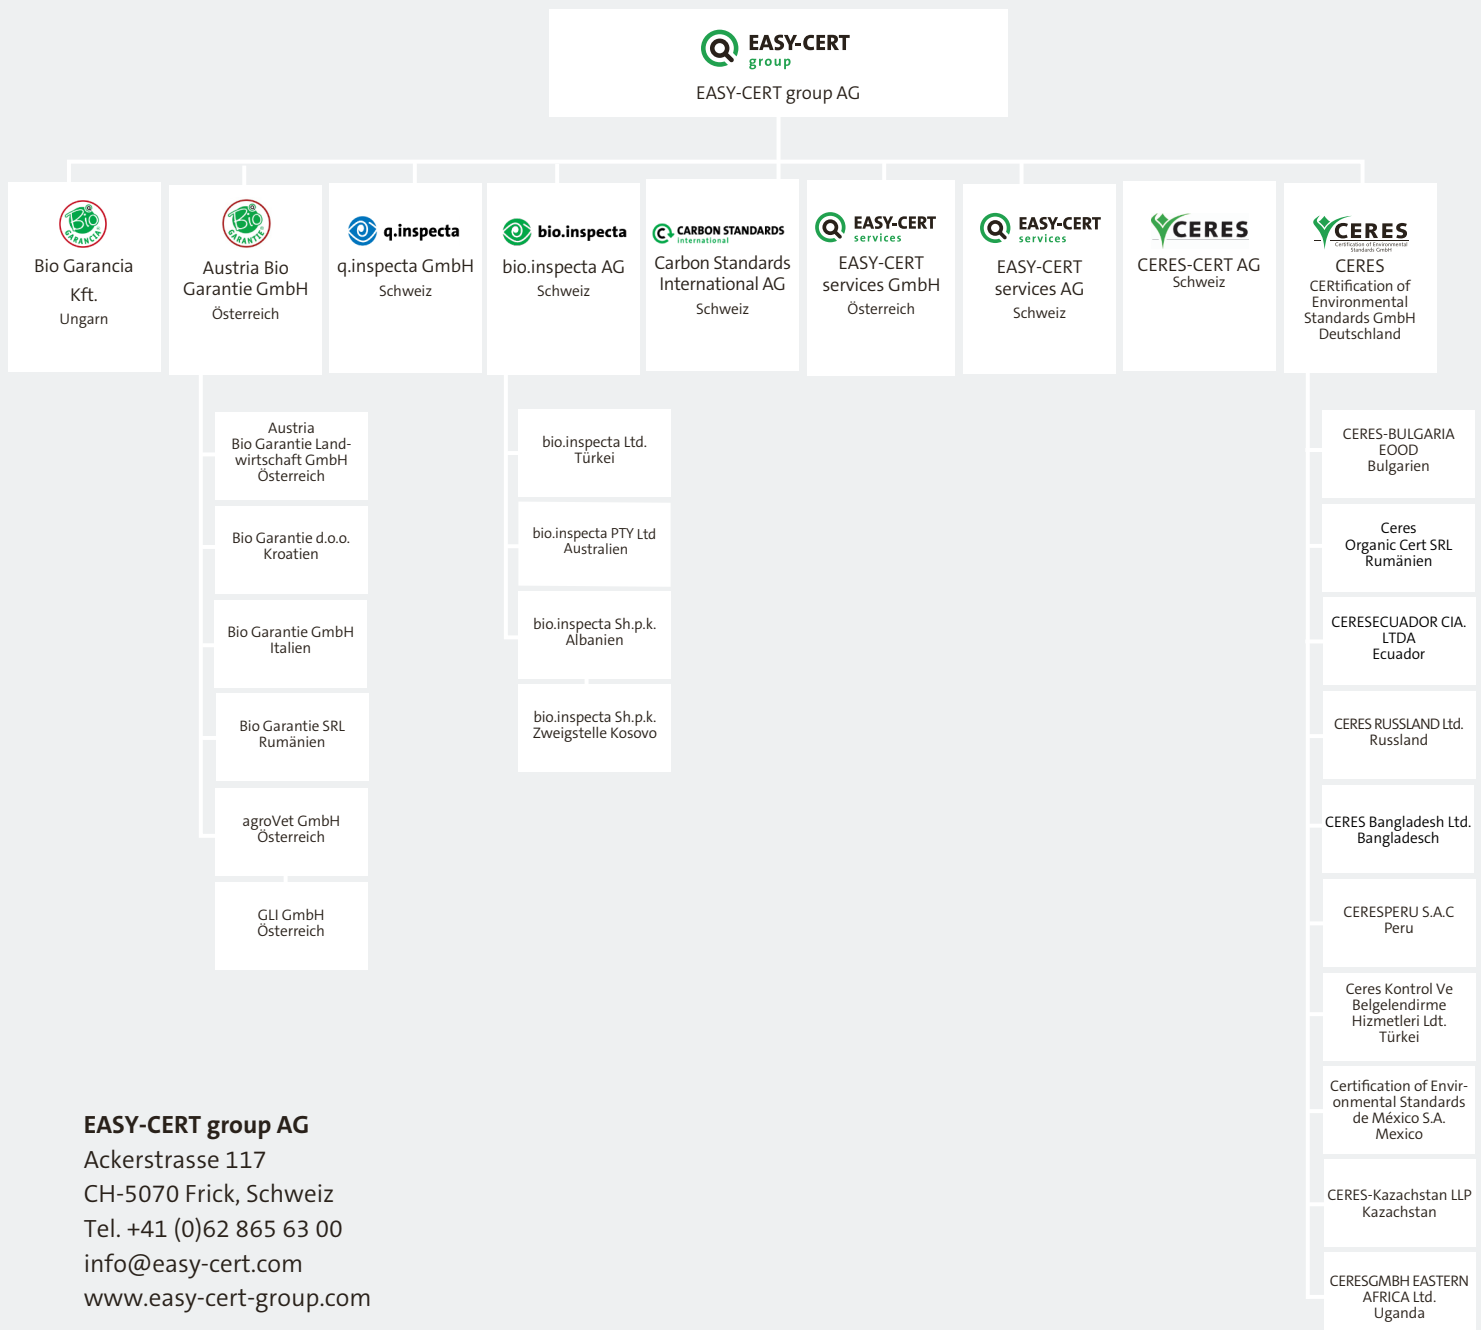 EASY-CERT
group
EASY-CERT group AG
Bio
GARANCIA
Bio Garancia
Kft.
Ungarn
Bio
GARANTIE
Austria Bio
Garantie GmbH
Österreich
q.inspecta
q.inspecta GmbH
Schweiz
bio.inspecta
bio.inspecta AG
Schweiz
CARBON STANDARDS
international
Carbon Standards
International AG
Schweiz
EASY-CERT
services
EASY-CERT
services GmbH
Österreich
EASY-CERT
services
EASY-CERT
services AG
Schweiz
CERES
CERES-CERT AG
Schweiz
CERES
Certification of Environmental
Standards GmbH
CERES
CERtification of
Environmental
Standards GmbH
Deutschland
Austria
Bio Garantie Land-
wirtschaft GmbH
Österreich
Bio Garantie d.o.o.
Kroatien
Bio Garantie GmbH
Italien
Bio Garantie SRL
Rumänien
agroVet GmbH
Österreich
GLI GmbH
Österreich
bio.inspecta Ltd.
Türkei
bio.inspecta PTY Ltd
Australien
bio.inspecta Sh.p.k.
Albanien
bio.inspecta Sh.p.k.
Zweigstelle Kosovo
CERES-BULGARIA
EOOD
Bulgarien
Ceres
Organic Cert SRL
Rumänien
CERESECUADOR CIA.
LTDA
Ecuador
CERES RUSSLAND Ltd.
Russland
CERES Bangladesh Ltd.
Bangladesch
CERESPERU S.A.C
Peru
Ceres Kontrol Ve
Belgelendirme
Hizmetleri Ldt.
Türkei
Certification of Envir-
onmental Standards
de México S.A.
Mexico
CERES-Kazachstan LLP
Kazachstan
CERESGMBH EASTERN
AFRICA Ltd.
Uganda
EASY-CERT group AG
Ackerstrasse 117
CH-5070 Frick, Schweiz
Tel. +41 (0)62 865 63 00
info@easy-cert.com
www.easy-cert-group.com